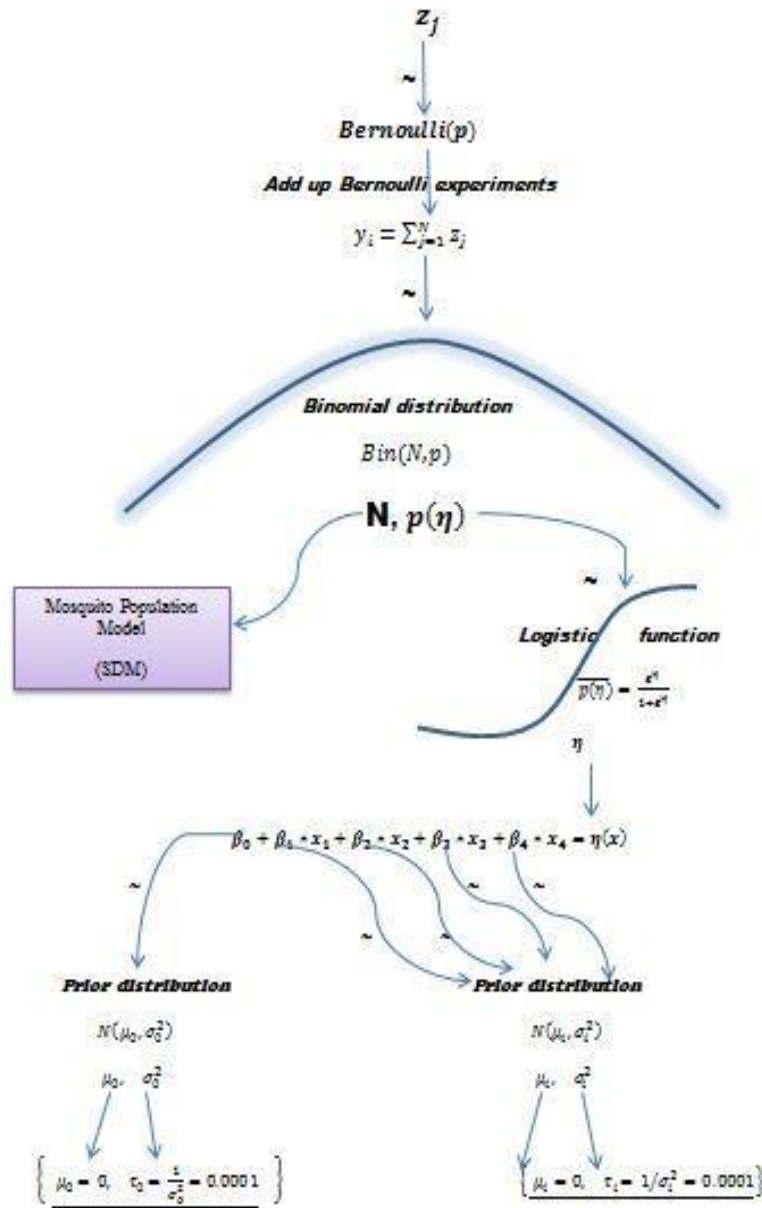 z_j
~
Bernoulli(p)
Add up Bernoulli experiments
y_i = ∑_{j=1}^{N} z_j
~
Binomial distribution
Bin(N,p)
N, p(η)
Mosquito Population
Model
(SDM)
~
Logistic function
\overline{p(η)} = \frac{e^η}{1+e^η}
η
β_0 + β_1 * x_1 + β_2 * x_2 + β_3 * x_3 + β_4 * x_4 = η(x)
~ ~ ~
~ ~
Prior distribution Prior distribution
N(μ_0, σ_0^2) N(μ_i, σ_i^2)
μ_0, σ_0^2 μ_i, σ_i^2
{ μ_0 = 0, τ_0 = \frac{1}{σ_0^2} = 0.0001 } { μ_i = 0, τ_i = 1/σ_i^2 = 0.0001}